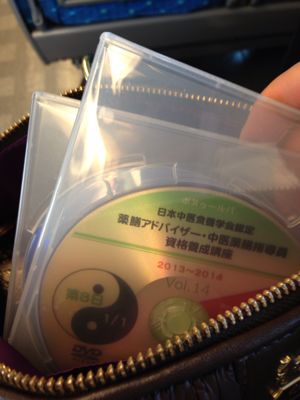 日本中医食養学会認定
薬膳アドバイザー・中医薬膳指導員
資格養成講座
2013~2014
Vol.14
第8日
1/1
DVD